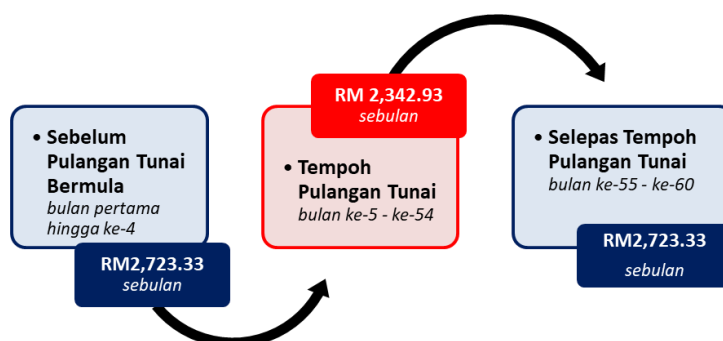 • Sebelum
Pulangan Tunai
Bermula
bulan pertama
hingga ke-4
RM2,723.33
sebulan
RM 2,342.93
sebulan
• Tempoh
Pulangan Tunai
bulan ke-5 - ke-54
• Selepas Tempoh
Pulangan Tunai
bulan ke-55 - ke-60
RM2,723.33
sebulan